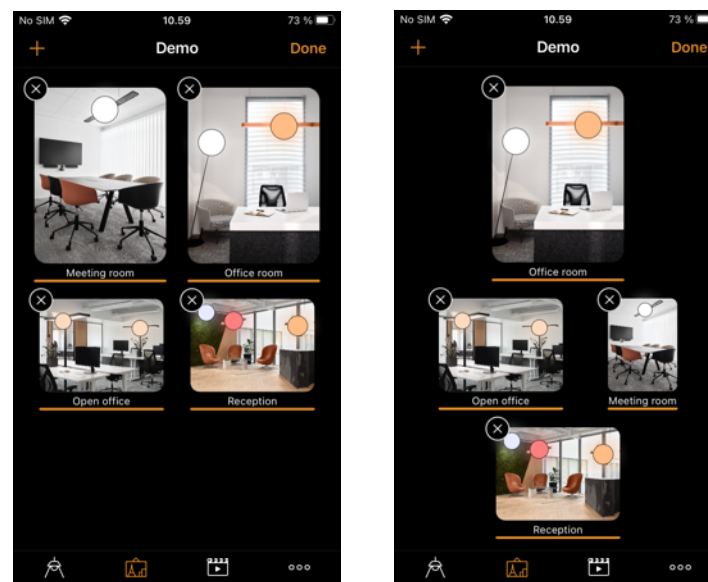 No SIM 10.59 73 %
+ Demo Done
Meeting room Office room
Open office Reception
No SIM 10.59 73 %
+ Demo Done
Office room
Open office Meeting room
Reception